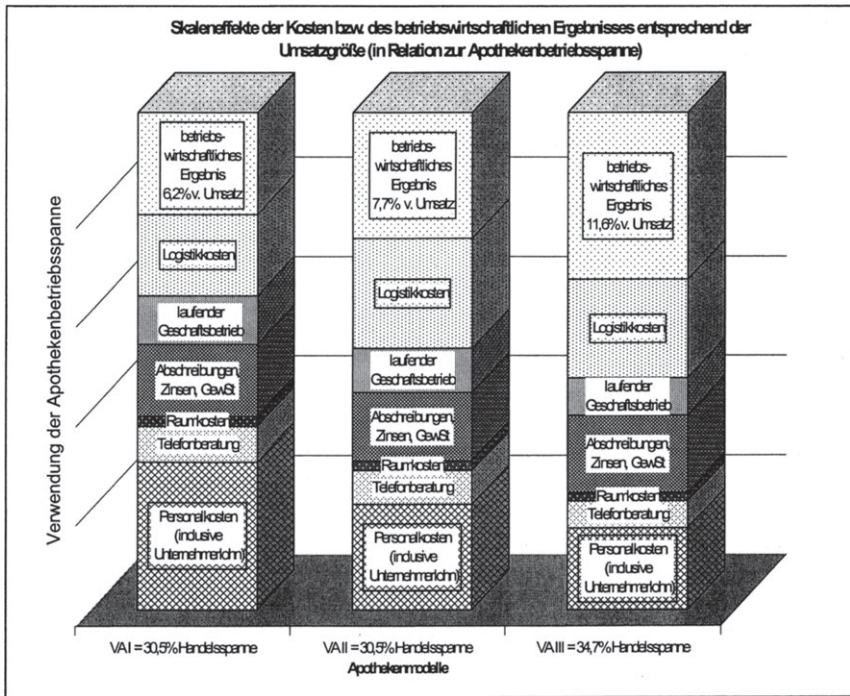 Skaleneffekte der Kosten bzw. des betriebswirtschaftlichen Ergebnisses entsprechend der
Umsatzgröße (in Relation zur Apothekenbetriebsspanne)
Verwendung der Apothekenbetriebsspanne
betriebs-
wirtschaftliches
Ergebnis
6,2% v. Umsatz
Logistikkosten
laufender
Geschaftsbetrieb
Abschreibungen,
Zinsen, GewSt
Raumkosten
Telefonberatung
Personalkosten
(inclusive
Unternehmerlohn)
betriebs-
wirtschaftliches
Ergebnis
7,7% v. Umsatz
Logistikkosten
laufender
Geschaftsbetrieb
Abschreibungen,
Zinsen, GewSt
Raumkosten
Telefonberatung
Personalkosten
(inclusive
Unternehmerlohn)
betriebs-
wirtschaftliches
Ergebnis
11,6% v. Umsatz
Logistikkosten
laufender
Geschaftsbetrieb
Abschreibungen,
Zinsen, GewSt
Raumkosten
Telefonberatung
Personalkosten
(inclusive
Unternehmerlohn)
VA I = 30,5% Handelsspanne
VA II = 30,5% Handelsspanne
VA III = 34,7% Handelsspanne
Apothekenmodelle